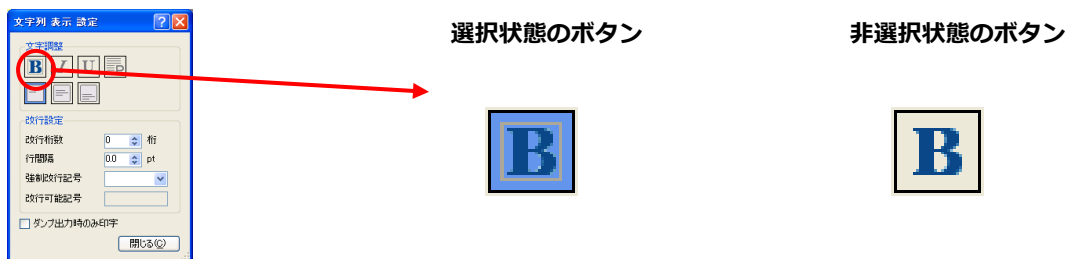 文字列 表示 設定
文字調整
B I U P
改行設定
改行桁数 0 桁
行間隔 0.0 pt
強制改行記号
改行可能記号
ダンプ出力時のみ印字
閉じる(C)
選択状態のボタン
B
非選択状態のボタン
B